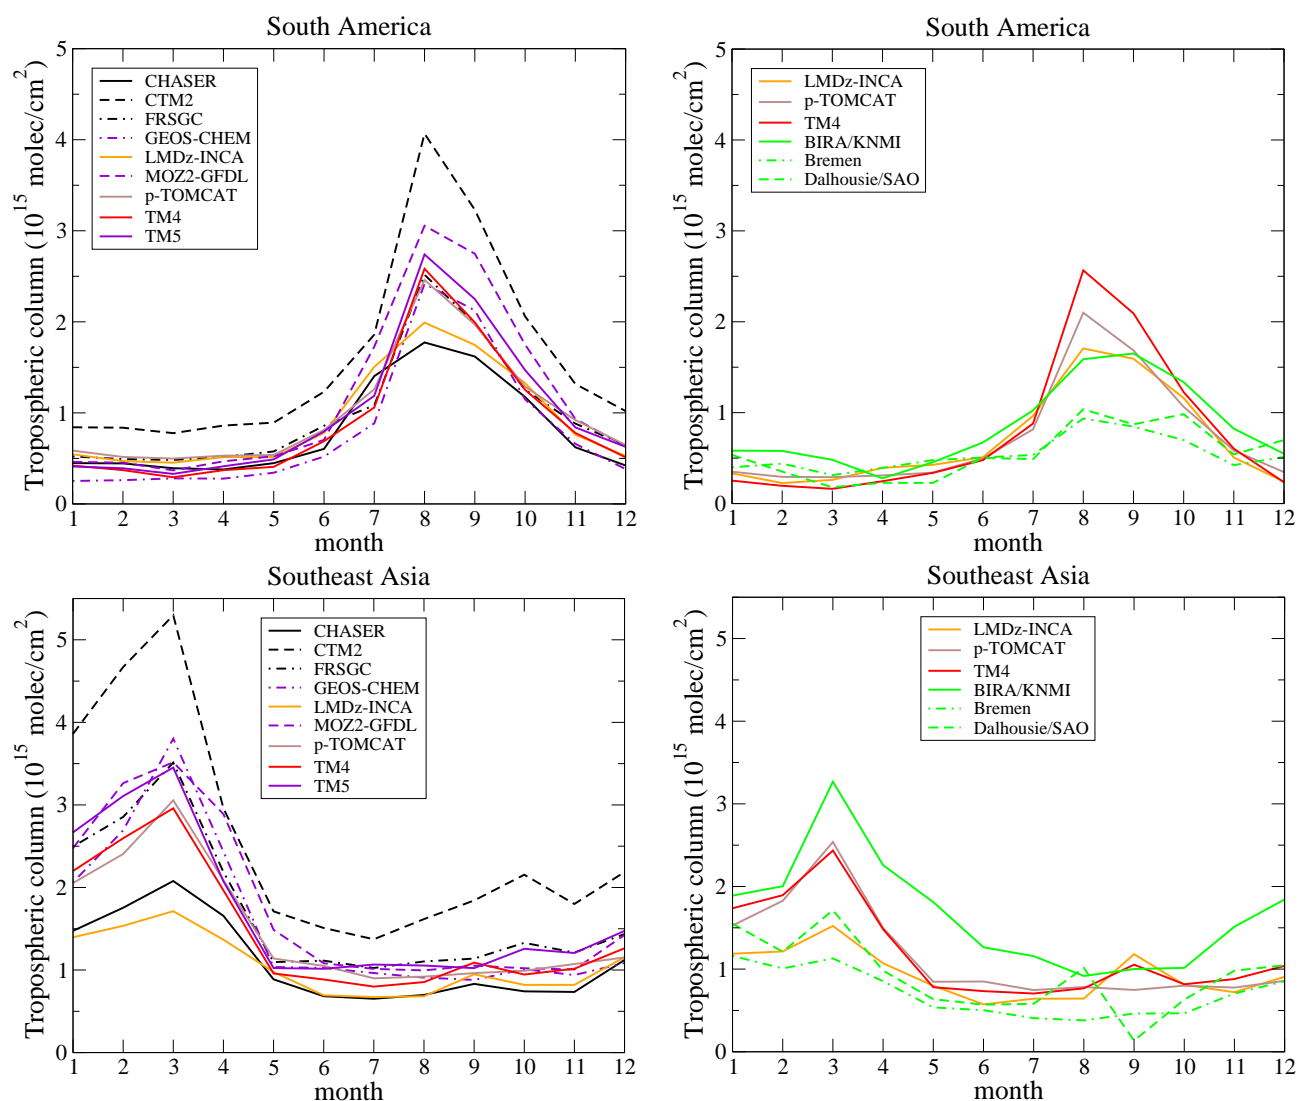 South America
Tropospheric column (10^15 molec/cm^2)
5
4
3
2
1
0
CHASER
CTM2
FRSGC
GEOS-CHEM
LMDz-INCA
MOZ2-GFDL
p-TOMCAT
TM4
TM5
1 2 3 4 5 6 7 8 9 10 11 12
month
South America
Tropospheric column (10^15 molec/cm^2)
5
4
3
2
1
0
LMDz-INCA
p-TOMCAT
TM4
BIRA/KNMI
Bremen
Dalhousie/SAO
1 2 3 4 5 6 7 8 9 10 11 12
month
Southeast Asia
Tropospheric column (10^15 molec/cm^2)
5
4
3
2
1
0
CHASER
CTM2
FRSGC
GEOS-CHEM
LMDz-INCA
MOZ2-GFDL
p-TOMCAT
TM4
TM5
1 2 3 4 5 6 7 8 9 10 11 12
month
Southeast Asia
Tropospheric column (10^15 molec/cm^2)
5
4
3
2
1
0
LMDz-INCA
p-TOMCAT
TM4
BIRA/KNMI
Bremen
Dalhousie/SAO
1 2 3 4 5 6 7 8 9 10 11 12
month